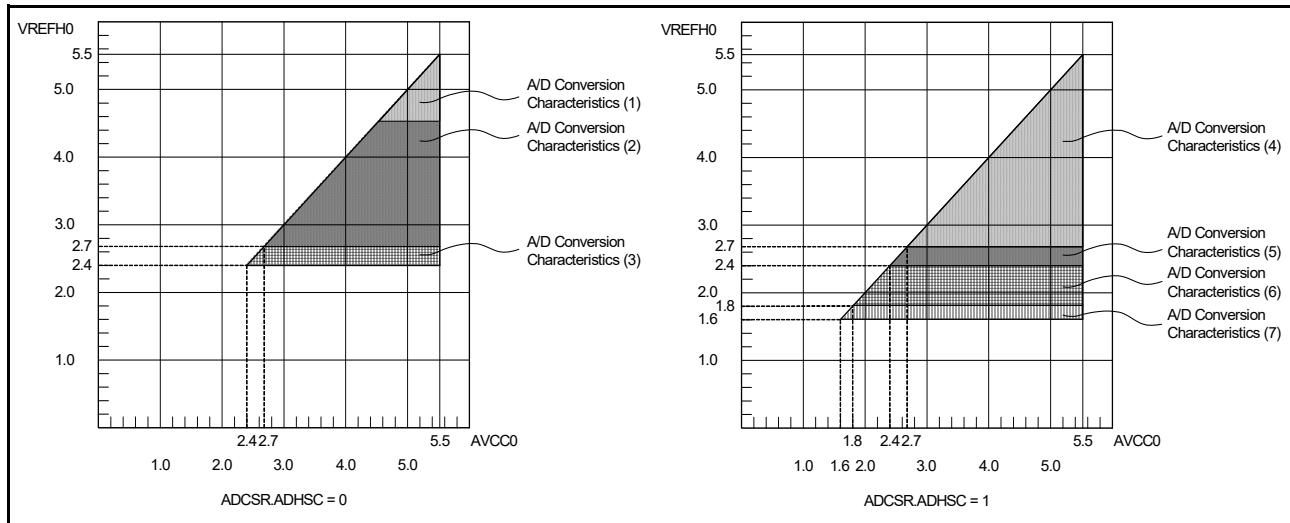 VREFH0
5.5
5.0
4.0
3.0
2.7
2.4
2.0
1.0
A/D Conversion
Characteristics (1)
A/D Conversion
Characteristics (2)
A/D Conversion
Characteristics (3)
2.4 2.7 5.5 AVCC0
1.0 2.0 3.0 4.0 5.0
ADCSR.ADHSC = 0
VREFH0
5.5
5.0
4.0
3.0
2.7
2.4
2.0
1.8
1.6
1.0
A/D Conversion
Characteristics (4)
A/D Conversion
Characteristics (5)
A/D Conversion
Characteristics (6)
A/D Conversion
Characteristics (7)
1.8 2.4 2.7 5.5 AVCC0
1.0 1.6 2.0 3.0 4.0 5.0
ADCSR.ADHSC = 1